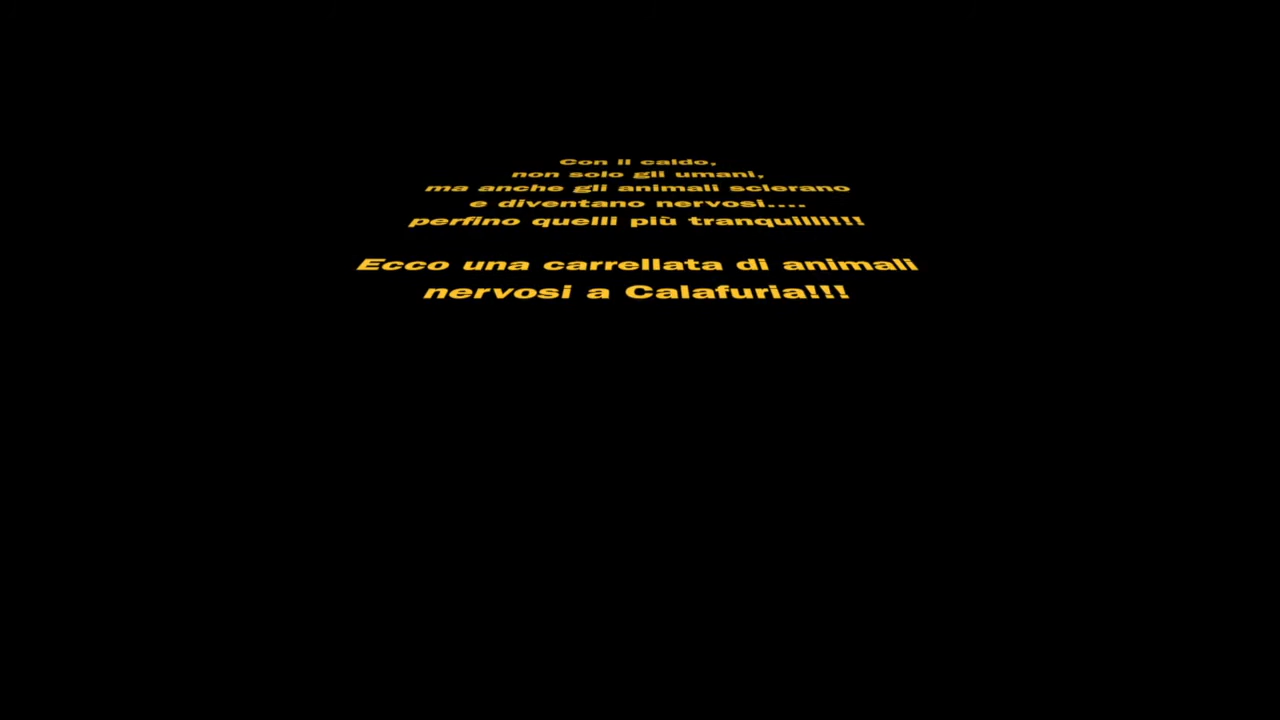 Con il caldo,
non solo gli umani,
ma anche gli animali sclerano
e diventano nervosi....
perfino quelli più tranquilli!!!
Ecco una carrellata di animali
nervosi a Calafuria!!!